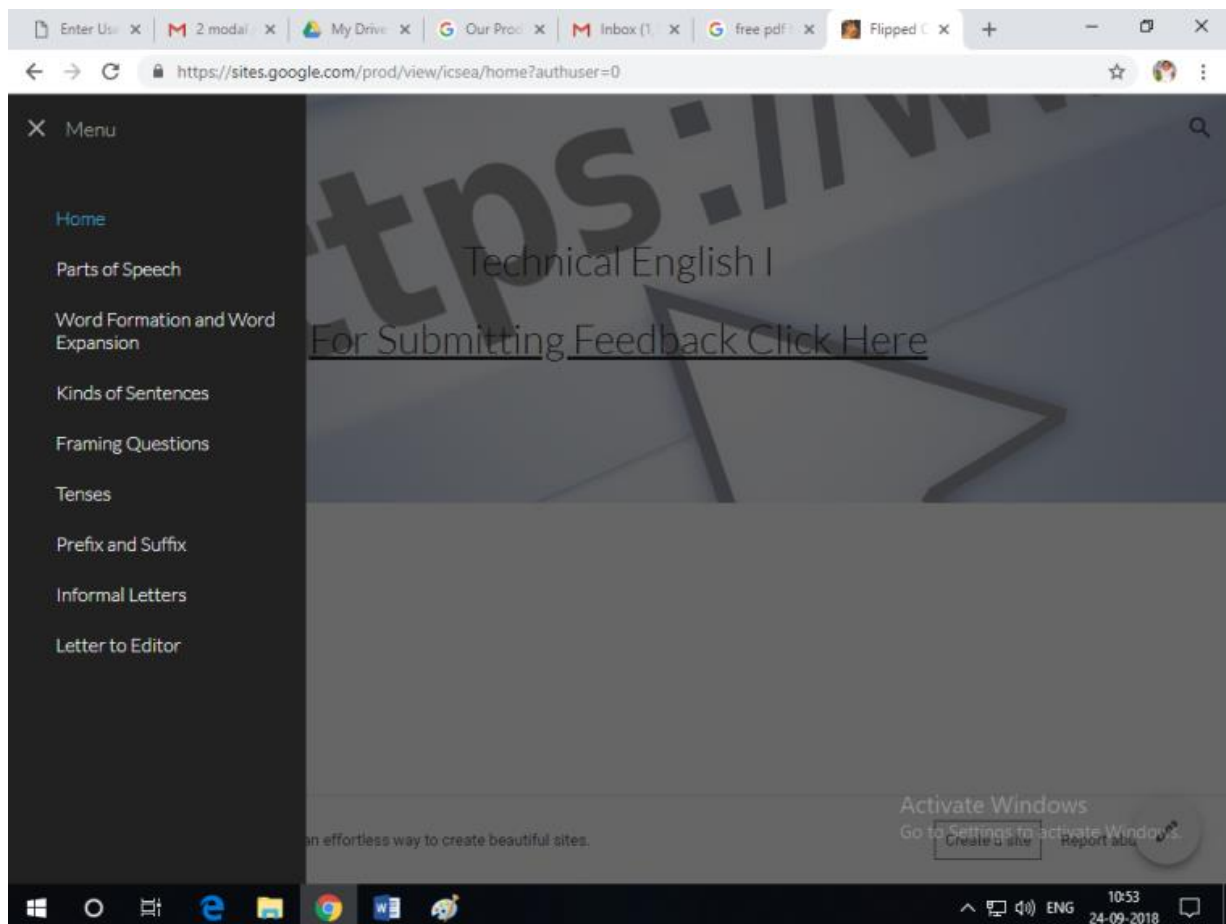 Enter Us
2 modal
My Drive
Our Prod
Inbox (1,
free pdf
Flipped C
https://sites.google.com/prod/view/icsea/home?authuser=0
Menu
Home
Parts of Speech
Word Formation and Word
Expansion
Kinds of Sentences
Framing Questions
Tenses
Prefix and Suffix
Informal Letters
Letter to Editor
ttps://w
Technical English I
For Submitting Feedback Click Here
an effortless way to create beautiful sites.
Create a site
Report abu
Activate Windows
Go to Settings to activate Windows.
ENG
10:53
24-09-2018